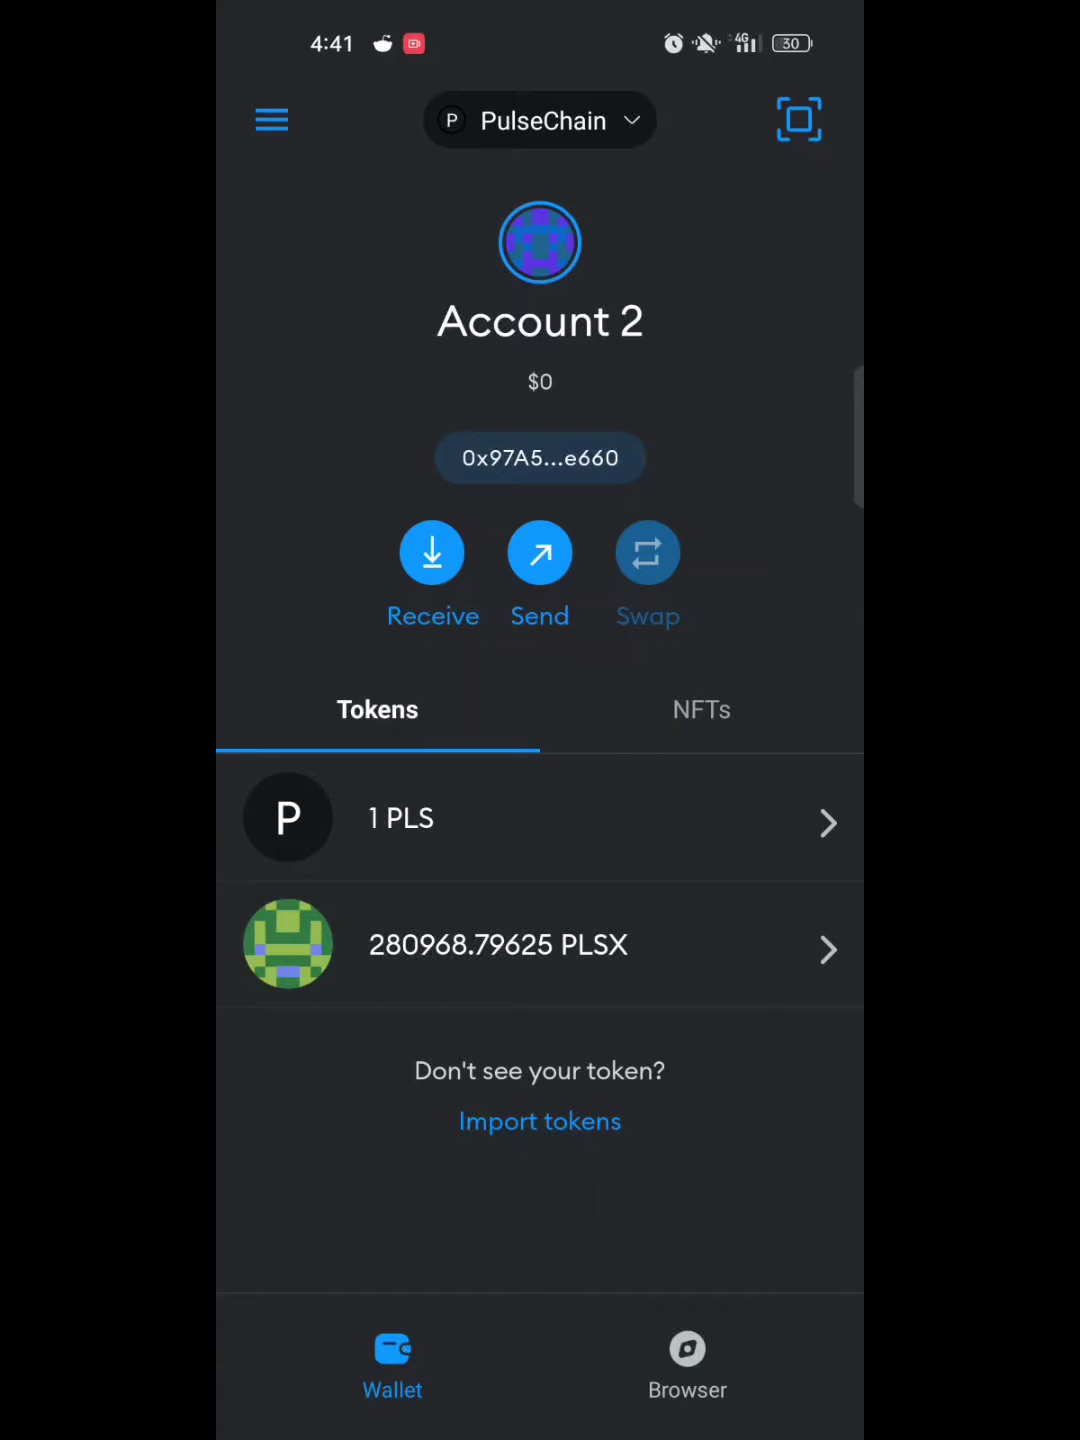 4:41 4G 30
P PulseChain
Account 2
$0
0x97A5...e660
Receive Send Swap
Tokens NFTs
P 1 PLS
280968.79625 PLSX
Don't see your token?
Import tokens
Wallet Browser